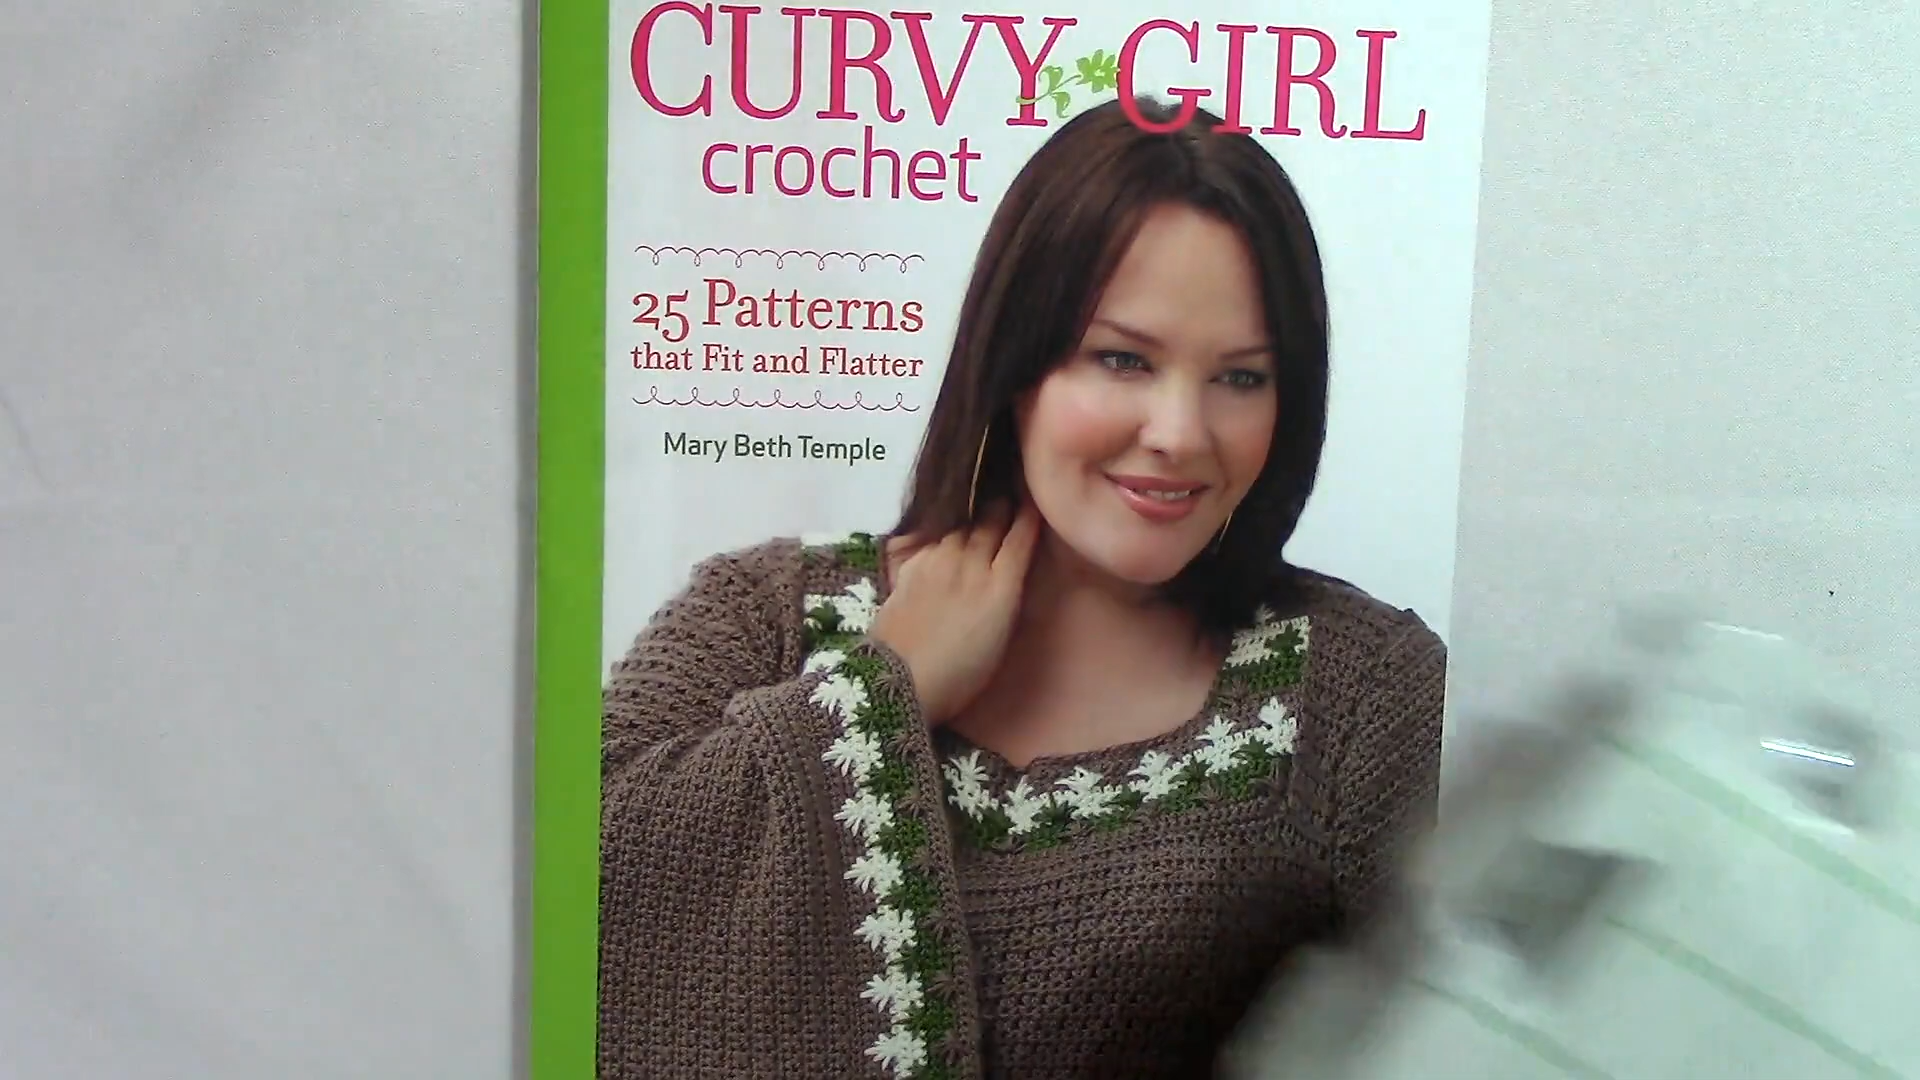 CURVY GIRL
crochet
25 Patterns
that Fit and Flatter
Mary Beth Temple